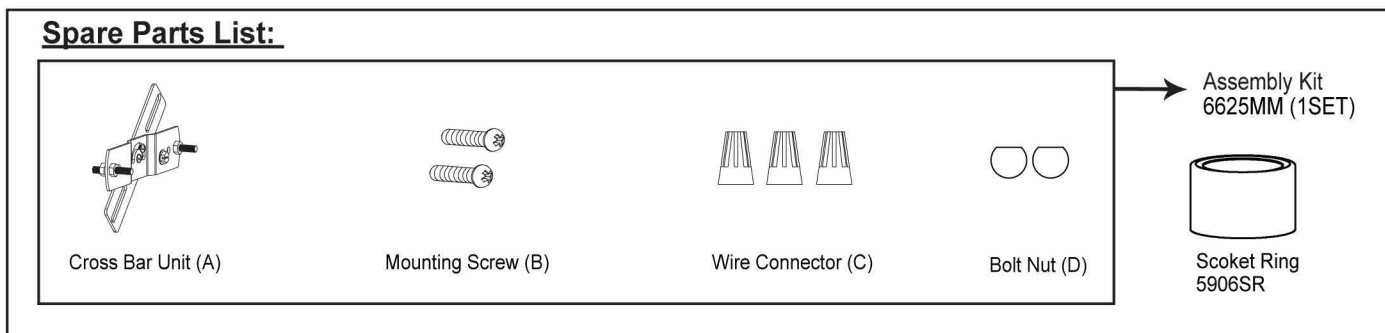 Spare Parts List:
Assembly Kit
6625MM (1SET)
Cross Bar Unit (A)
Mounting Screw (B)
Wire Connector (C)
Bolt Nut (D)
Scoket Ring
5906SR